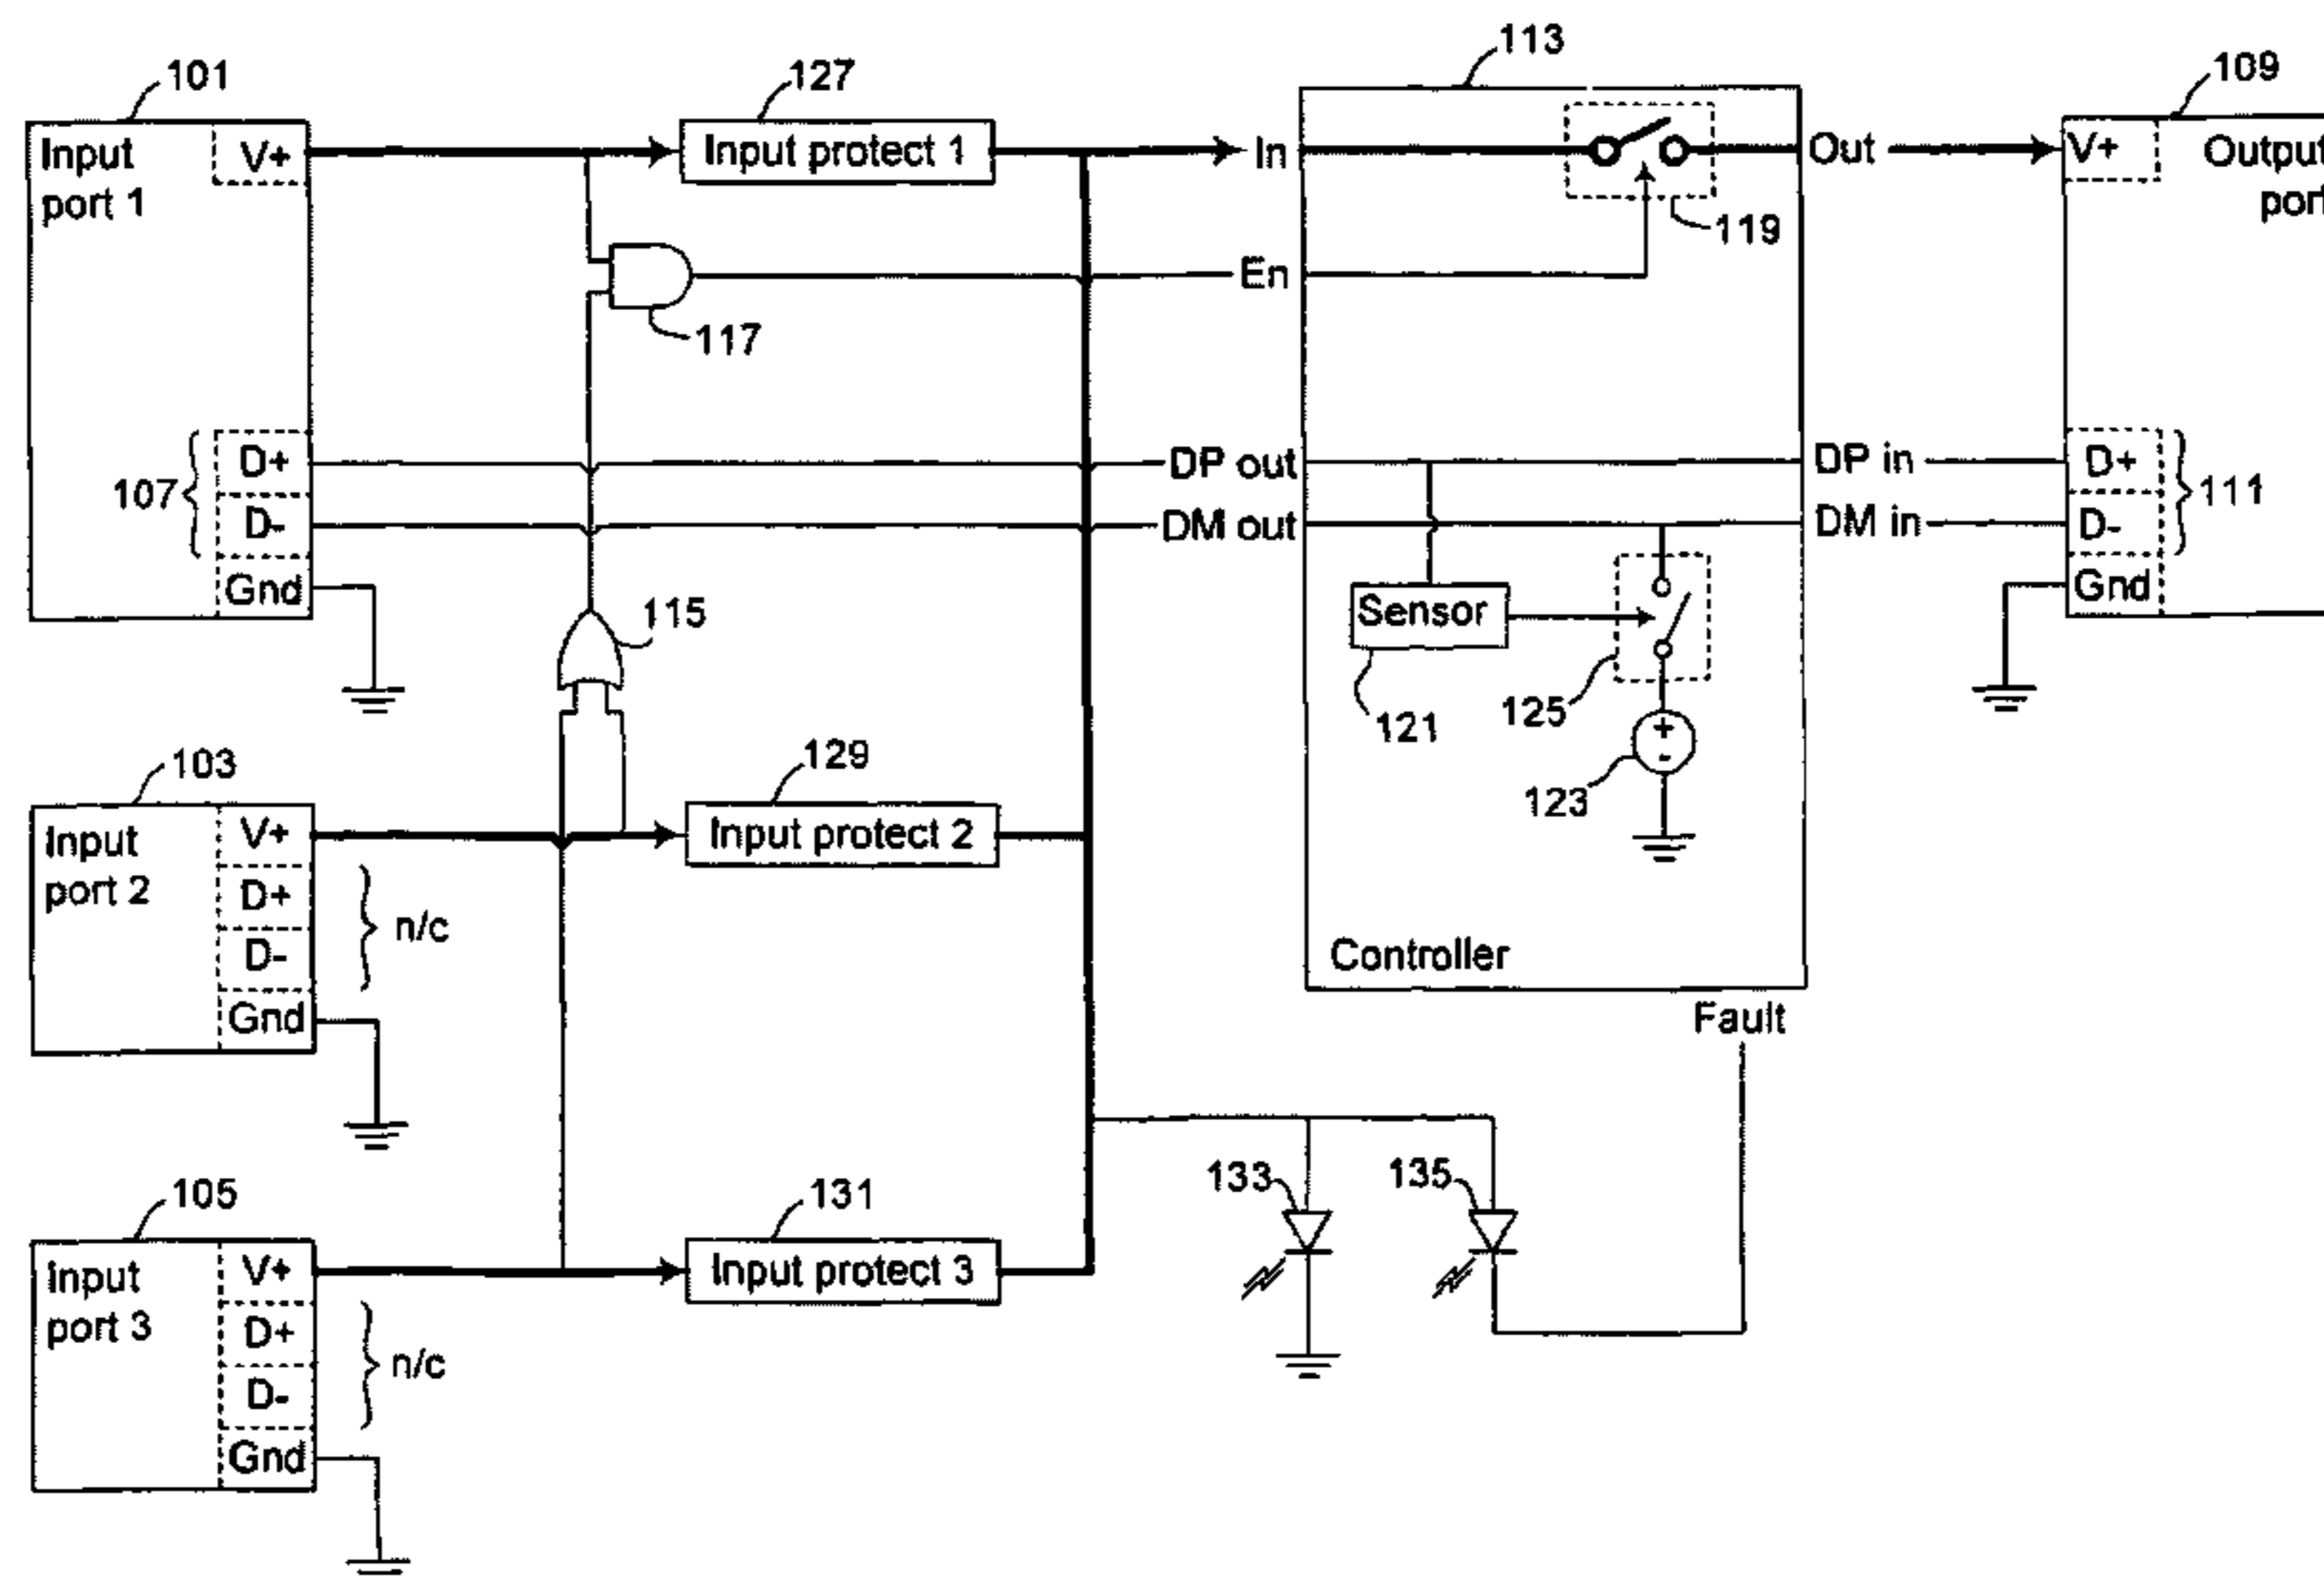 113
101
127
109
Input
port 1
V+
Input protect 1
In
Out
V+
Output
119
En
117
D+
DP out
DP in
D+
107
111
D-
DM out
DM in
D-
Gnd
115
Sensor
Gnd
121
125
103
129
123
Input
port 2
V+
Input protect 2
D+
n/c
D-
Controller
Gnd
Fault
105
131
133
135
Input
port 3
V+
Input protect 3
D+
n/c
D-
Gnd
+
-